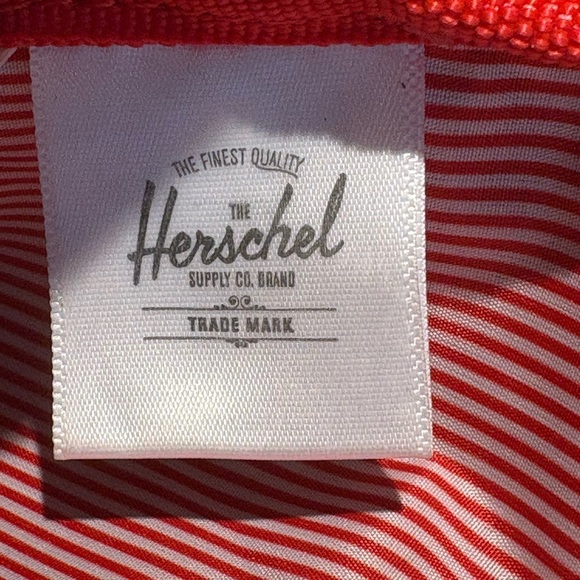 THE FINEST QUALITY
THE
Herschel
SUPPLY CO. BRAND
TRADE MARK